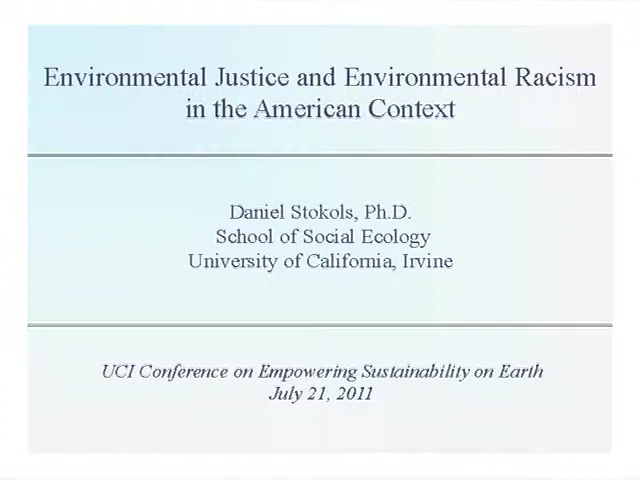 Environmental Justice and Environmental Racism
in the American Context
Daniel Stokols, Ph.D.
School of Social Ecology
University of California, Irvine
UCI Conference on Empowering Sustainability on Earth
July 21, 2011